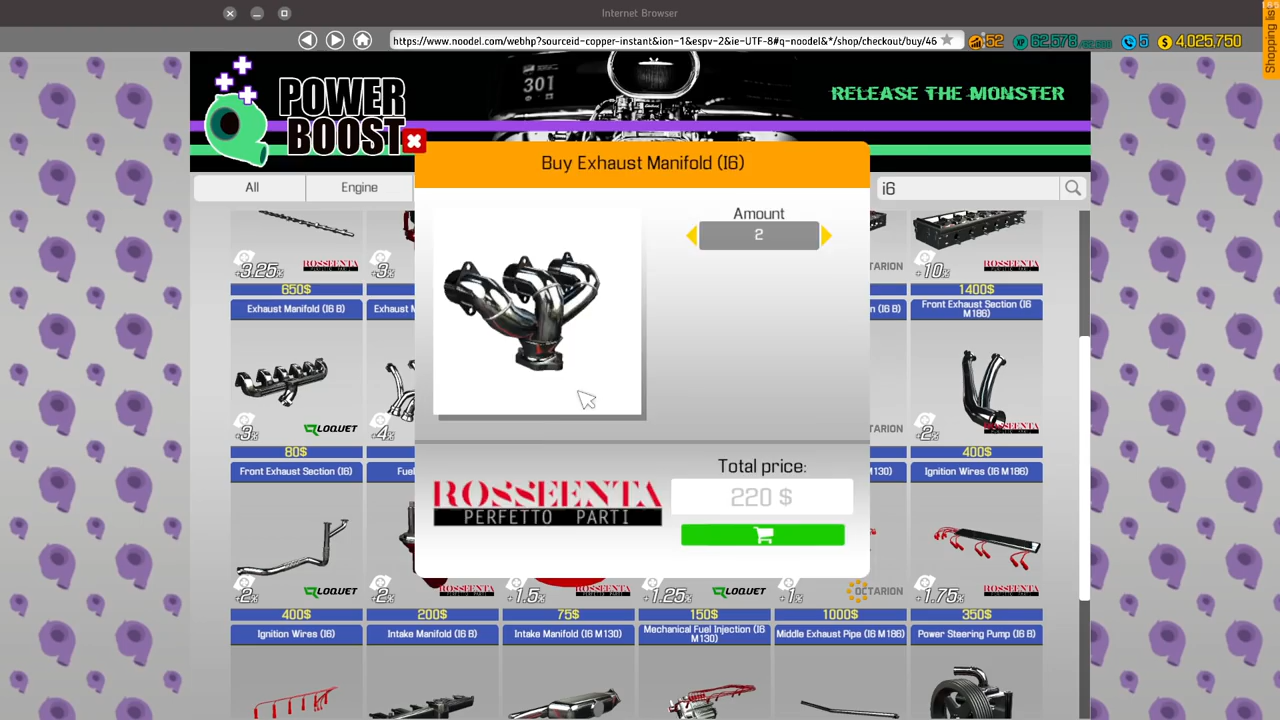 Internet Browser
https://www.noodel.com/webhp?sourceid-copper-instant&ion-1&espv-2&ie-UTF-8#q-noodel&*/shop/checkout/buy/46
52
62,578
5
4,025,750
Shopping list
POWER
BOOST
301
RELEASE THE MONSTER
All
Engine
i6
Buy Exhaust Manifold (I6)
Amount
2
Total price:
220 $
ROSSEENTA
PERFETTO PARTI
+3.25%
ROSSEENTA
+3%
OCTARION
+10%
ROSSEENTA
650$
1400$
Exhaust Manifold (I6 B)
Front Exhaust Section (I6 M186)
+3%
LOQUET
+4%
+2%
ROSSEENTA
80$
400$
Front Exhaust Section (I6)
Ignition Wires (I6 M186)
+2%
LOQUET
+2%
ROSSEENTA
+1.5%
ROSSEENTA
+1.25%
LOQUET
+1%
OCTARION
+1.75%
ROSSEENTA
400$
200$
75$
150$
1000$
350$
Ignition Wires (I6)
Intake Manifold (I6 B)
Intake Manifold (I6 M130)
Mechanical Fuel Injection (I6 M130)
Middle Exhaust Pipe (I6 M186)
Power Steering Pump (I6 B)